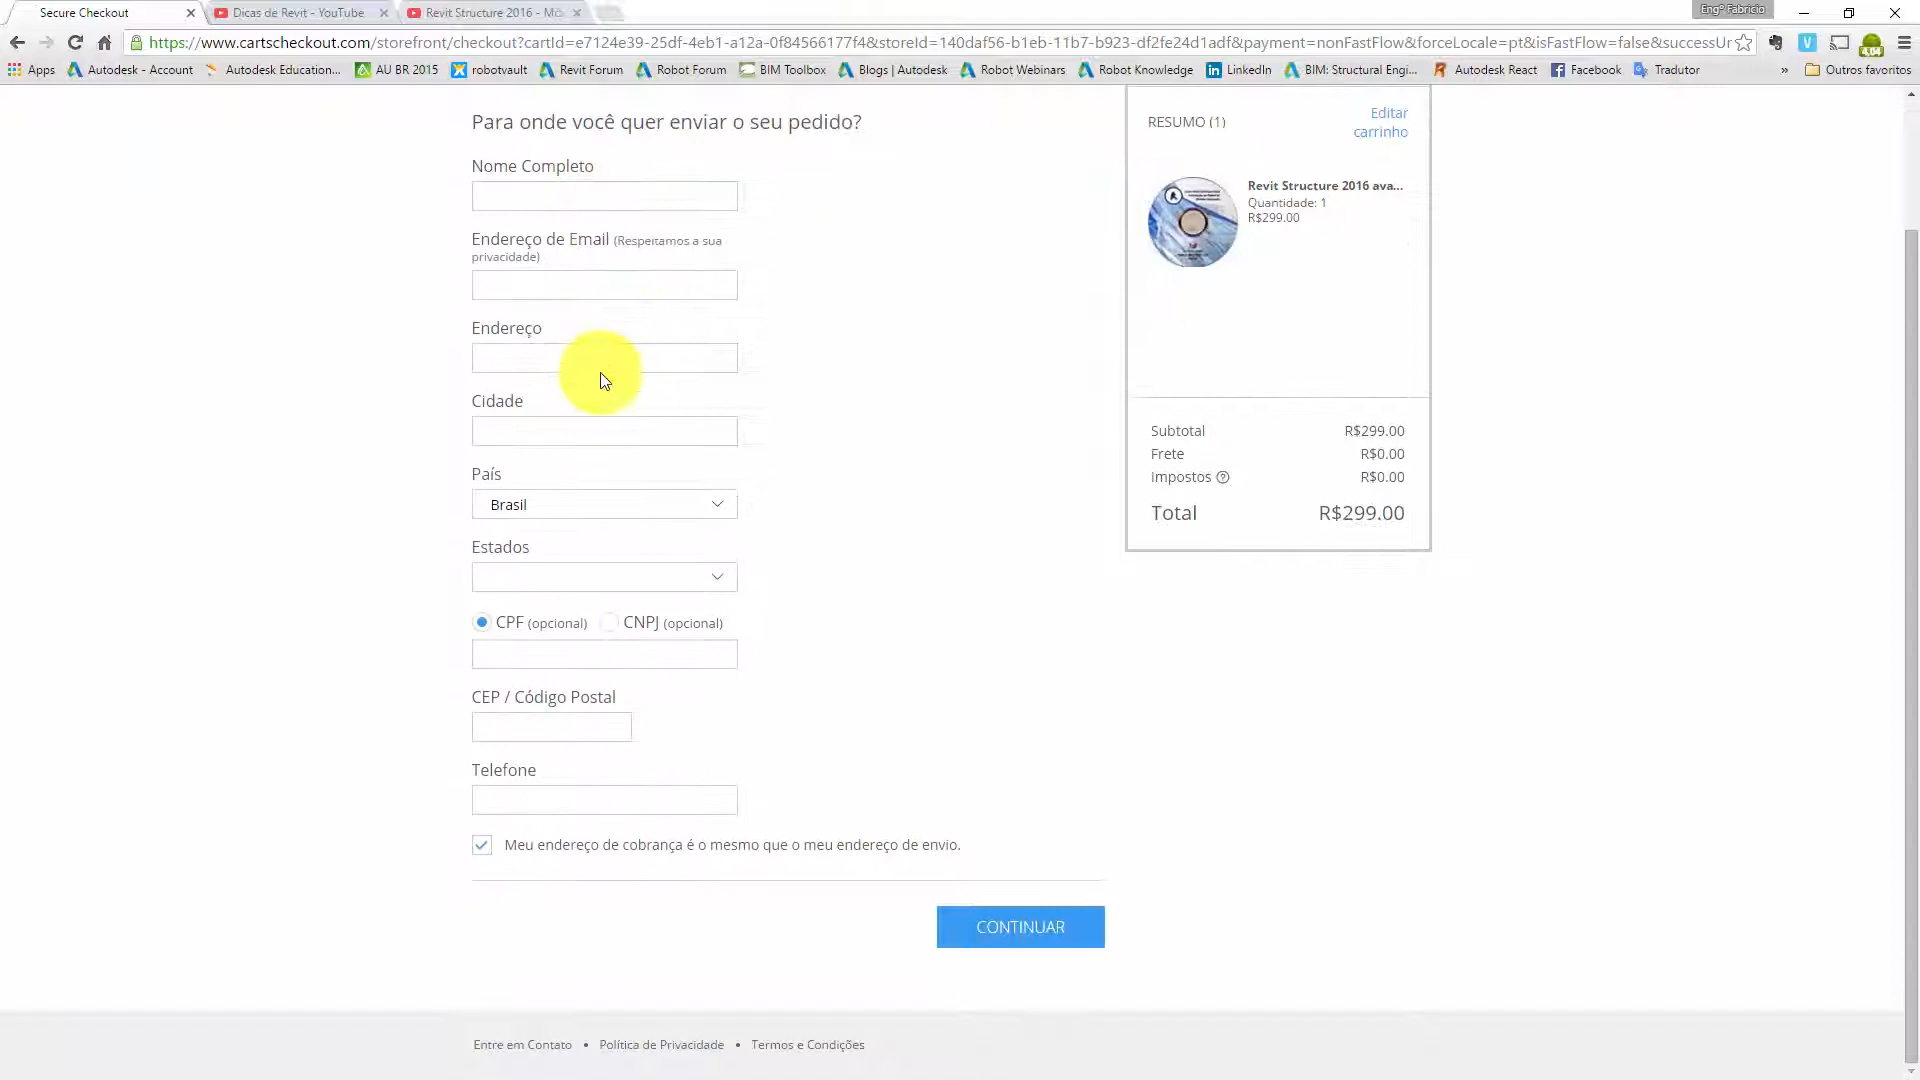 Secure Checkout
Dicas de Revit - YouTube
Revit Structure 2016 - Mó
Engº Fabricio
https://www.cartscheckout.com/storefront/checkout?cartId=e7124e39-25df-4eb1-a12a-0f84566177f4&storeId=140daf56-b1eb-11b7-b923-df2fe24d1adf&payment=nonFastFlow&forceLocale=pt&isFastFlow=false&successUr
4.04
Apps
Autodesk - Account
Autodesk Education...
AU BR 2015
robotvault
Revit Forum
Robot Forum
BIM Toolbox
Blogs | Autodesk
Robot Webinars
Robot Knowledge
LinkedIn
BIM: Structural Engi...
Autodesk React
Facebook
Tradutor
»
Outros favoritos
Para onde você quer enviar o seu pedido?
Nome Completo
Endereço de Email (Respeitamos a sua
privacidade)
Endereço
Cidade
País
Brasil
Estados
CPF (opcional) CNPJ (opcional)
CEP / Código Postal
Telefone
Meu endereço de cobrança é o mesmo que o meu endereço de envio.
CONTINUAR
RESUMO (1)
Editar
carrinho
Revit Structure 2016 ava...
Quantidade: 1
R$299.00
Subtotal R$299.00
Frete R$0.00
Impostos R$0.00
Total R$299.00
Entre em Contato • Política de Privacidade • Termos e Condições